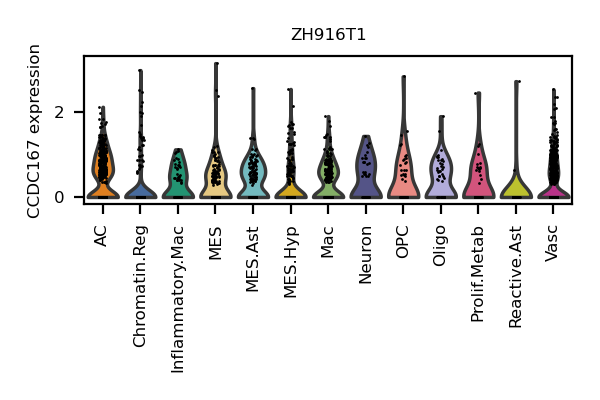 ZH916T1
CCDC167 expression
2
0
AC
Chromatin.Reg
Inflammatory.Mac
MES
MES.Ast
MES.Hyp
Mac
Neuron
OPC
Oligo
Prolif.Metab
Reactive.Ast
Vasc